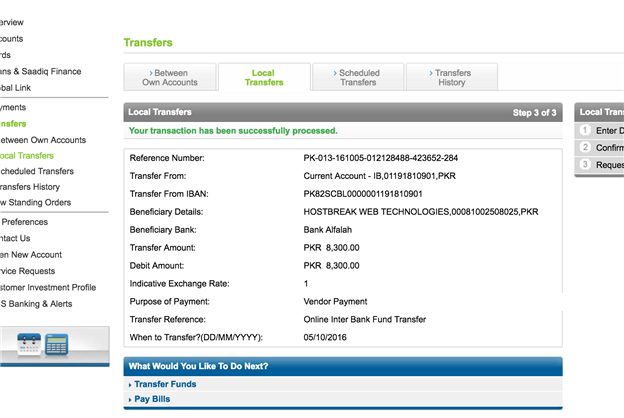 erview
counts
rds
ans & Saadiq Finance
obal Link
yments
nsfers
etween Own Accounts
ocal Transfers
cheduled Transfers
ransfers History
w Standing Orders
Preferences
ntact Us
en New Account
rvice Requests
stomer Investment Profile
S Banking & Alerts
Transfers
› Between
Own Accounts
Local
Transfers
› Scheduled
Transfers
› Transfers
History
Local Transfers Step 3 of 3
Your transaction has been successfully processed.
Reference Number: PK-013-161005-012128488-423652-284
Transfer From: Current Account - IB,01191810901,PKR
Transfer From IBAN: PK82SCBL0000001191810901
Beneficiary Details: HOSTBREAK WEB TECHNOLOGIES,00081002508025,PKR
Beneficiary Bank: Bank Alfalah
Transfer Amount: PKR 8,300.00
Debit Amount: PKR 8,300.00
Indicative Exchange Rate: 1
Purpose of Payment: Vendor Payment
Transfer Reference: Online Inter Bank Fund Transfer
When to Transfer?(DD/MM/YYYY): 05/10/2016
What Would You Like To Do Next?
› Transfer Funds
› Pay Bills
Local Trans
1 Enter D
2 Confirm
3 Reques